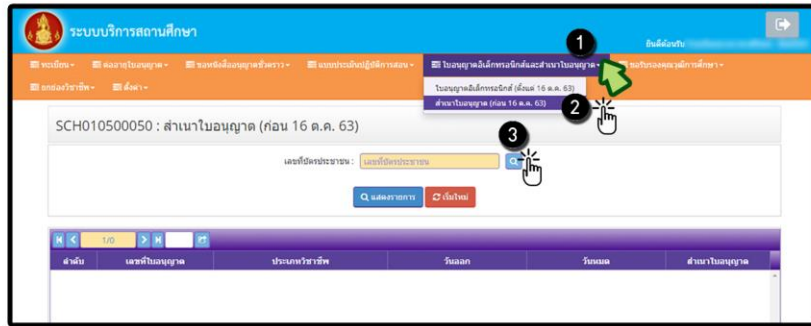 ระบบบริการสถานศึกษา
ยินดีต้อนรับ
1
ทะเบียน
ต่ออายุใบอนุญาต
ขอหนังสืออนุญาตชั่วคราว
แบบประเมินปฏิบัติการสอน
ใบอนุญาตอิเล็กทรอนิกส์และสำเนาใบอนุญาต
ขอรับรองคุณวุฒิการศึกษา
ยกย่องวิชาชีพ
ตั้งค่า
ใบอนุญาตอิเล็กทรอนิกส์ (ตั้งแต่ 16 ต.ค. 63)
สำเนาใบอนุญาต (ก่อน 16 ต.ค. 63)
2
SCH010500050 : สำเนาใบอนุญาต (ก่อน 16 ต.ค. 63)
3
เลขที่บัตรประชาชน : เลขที่บัตรประชาชน
แสดงรายการ
เริ่มใหม่
1/0
ลำดับ
เลขที่ใบอนุญาต
ประเภทวิชาชีพ
วันออก
วันหมด
สำเนาใบอนุญาต